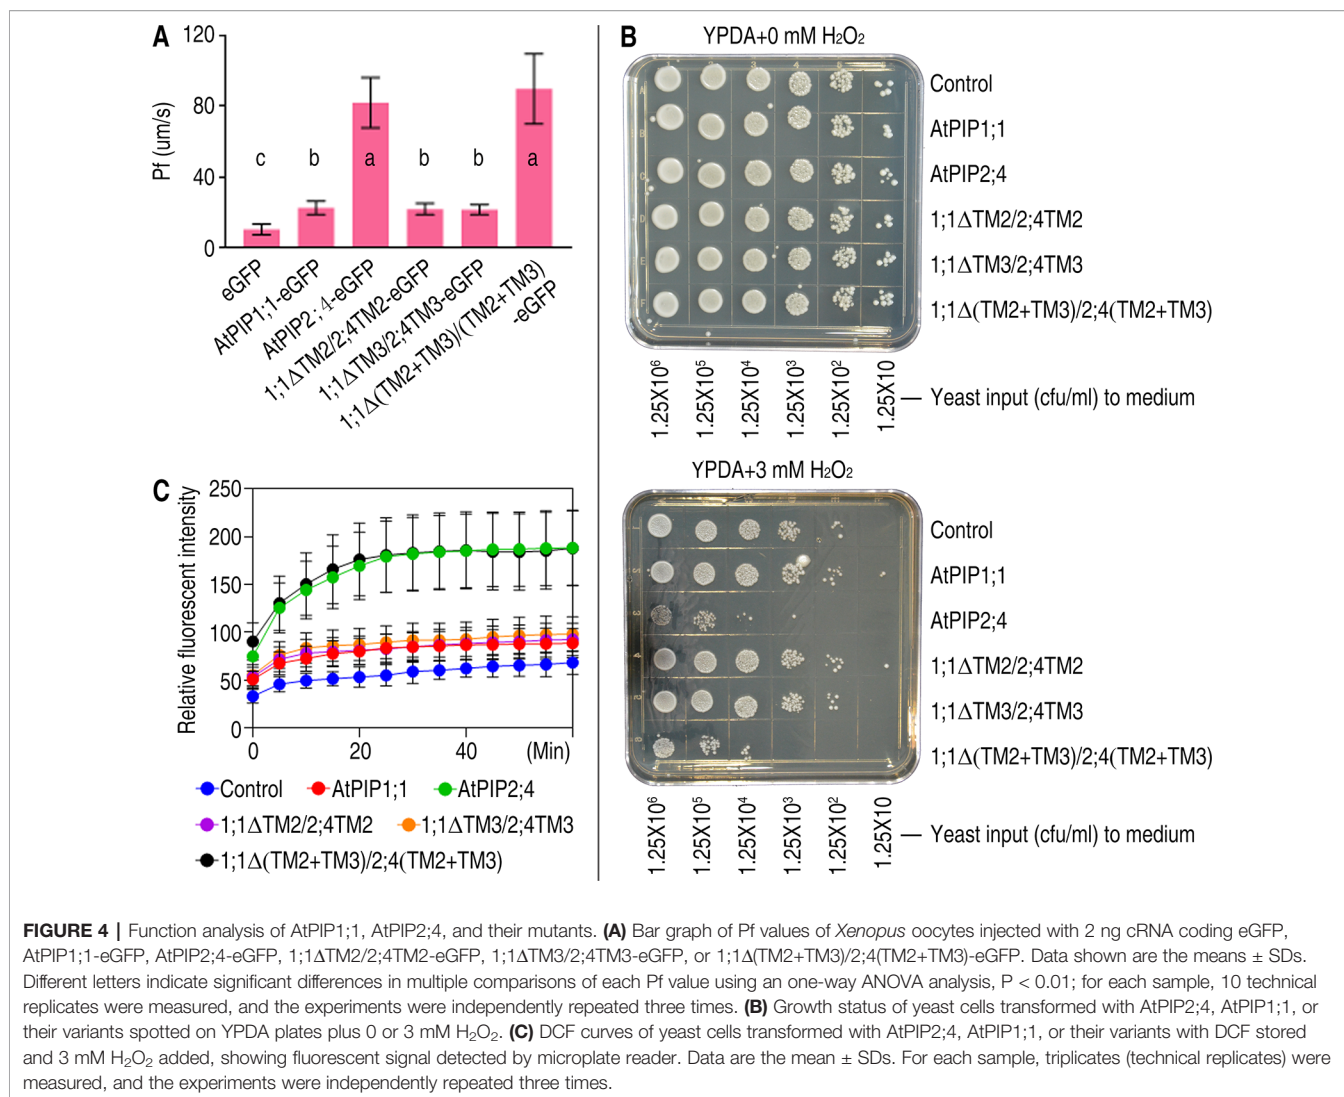 A
120
80
40
0
Pf (um/s)
c
b
a
b
b
a
eGFP
AtPIP1;1-eGFP
AtPIP2;4-eGFP
1;1ΔTM2/2;4TM2-eGFP
1;1ΔTM3/2;4TM3-eGFP
1;1Δ(TM2+TM3)/(TM2+TM3)
-eGFP
B
YPDA+0 mM H₂O₂
Control
AtPIP1;1
AtPIP2;4
1;1ΔTM2/2;4TM2
1;1ΔTM3/2;4TM3
1;1Δ(TM2+TM3)/2;4(TM2+TM3)
1.25X10⁶
1.25X10⁵
1.25X10⁴
1.25X10³
1.25X10²
1.25X10
Yeast input (cfu/ml) to medium
YPDA+3 mM H₂O₂
Control
AtPIP1;1
AtPIP2;4
1;1ΔTM2/2;4TM2
1;1ΔTM3/2;4TM3
1;1Δ(TM2+TM3)/2;4(TM2+TM3)
1.25X10⁶
1.25X10⁵
1.25X10⁴
1.25X10³
1.25X10²
1.25X10
Yeast input (cfu/ml) to medium
C
Relative fluorescent intensity
250
200
150
100
50
0
0
20
40
(Min)
Control
AtPIP1;1
AtPIP2;4
1;1ΔTM2/2;4TM2
1;1ΔTM3/2;4TM3
1;1Δ(TM2+TM3)/2;4(TM2+TM3)
FIGURE 4 | Function analysis of AtPIP1;1, AtPIP2;4, and their mutants. (A) Bar graph of Pf values of Xenopus oocytes injected with 2 ng cRNA coding eGFP,
AtPIP1;1-eGFP, AtPIP2;4-eGFP, 1;1ΔTM2/2;4TM2-eGFP, 1;1ΔTM3/2;4TM3-eGFP, or 1;1Δ(TM2+TM3)/2;4(TM2+TM3)-eGFP. Data shown are the means ± SDs.
Different letters indicate significant differences in multiple comparisons of each Pf value using an one-way ANOVA analysis, P < 0.01; for each sample, 10 technical
replicates were measured, and the experiments were independently repeated three times. (B) Growth status of yeast cells transformed with AtPIP2;4, AtPIP1;1, or
their variants spotted on YPDA plates plus 0 or 3 mM H₂O₂. (C) DCF curves of yeast cells transformed with AtPIP2;4, AtPIP1;1, or their variants with DCF stored
and 3 mM H₂O₂ added, showing fluorescent signal detected by microplate reader. Data are the mean ± SDs. For each sample, triplicates (technical replicates) were
measured, and the experiments were independently repeated three times.